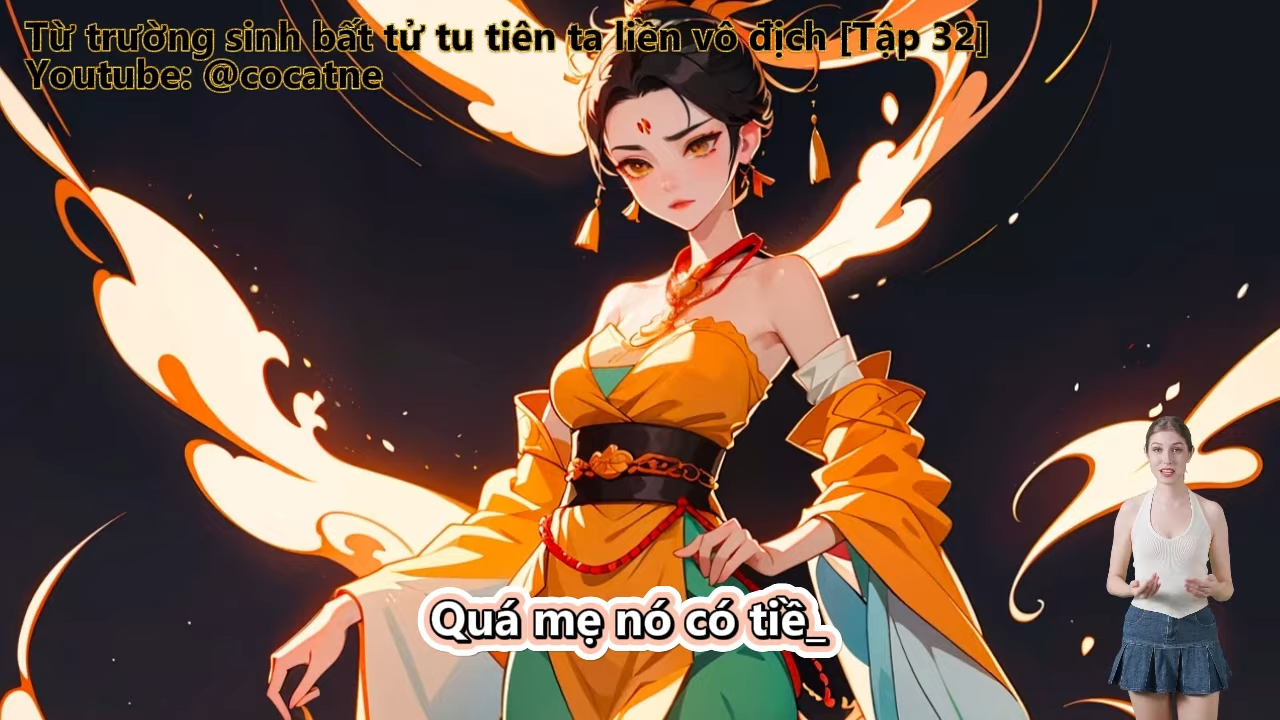 Từ trường sinh bất tử tu tiên ta liền vô địch [Tập 32]
Youtube: @cocatne
Quá mẹ nó có tiề_